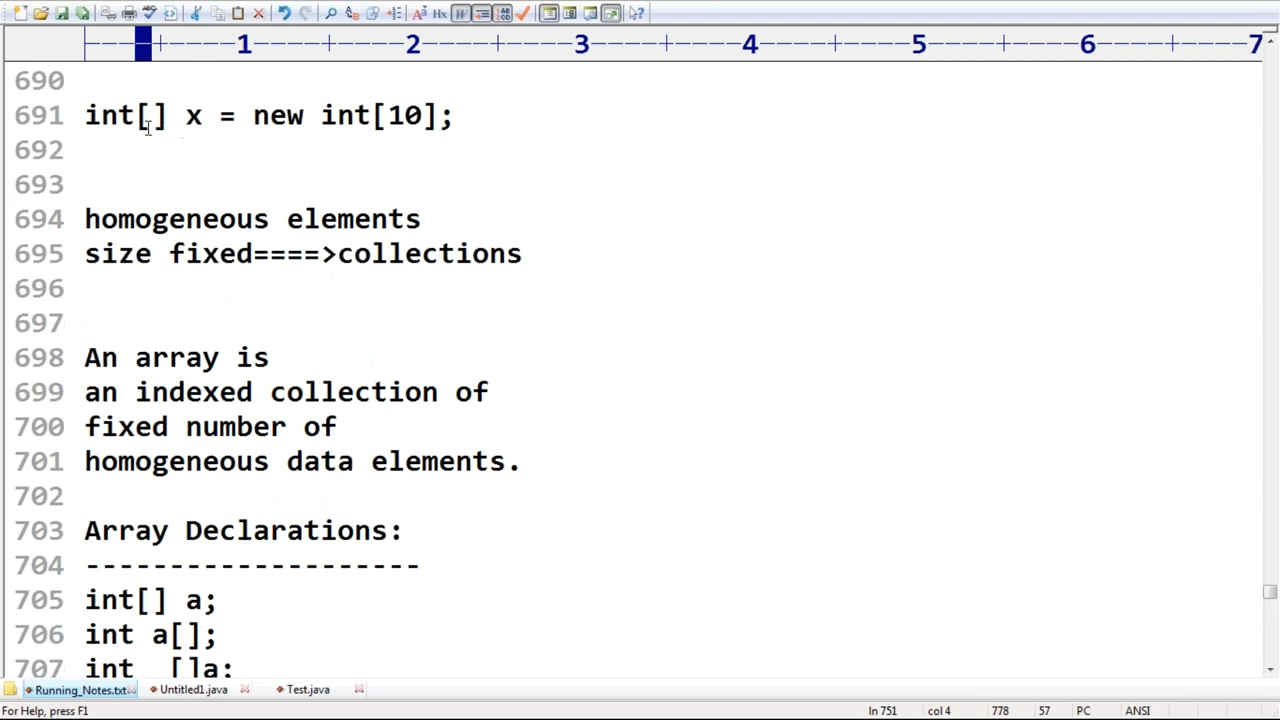 1 2 3 4 5 6 7
690
691 int[] x = new int[10];
692
693
694 homogeneous elements
695 size fixed====>collections
696
697
698 An array is
699 an indexed collection of
700 fixed number of
701 homogeneous data elements.
702
703 Array Declarations:
704 --------------------
705 int[] a;
706 int a[];
707 int  []a;
Running_Notes.txt Untitled1.java Test.java
For Help, press F1 ln 751 col 4 778 57 PC ANSI